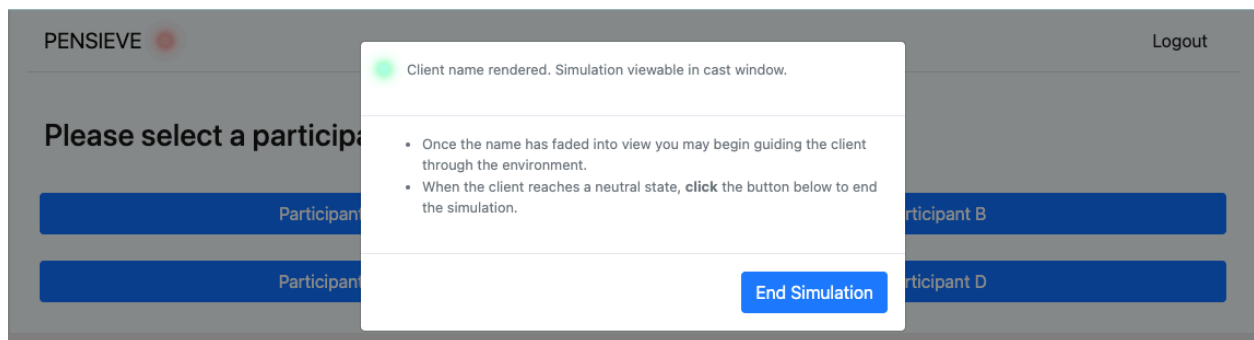 PENSIEVE
Logout
Client name rendered. Simulation viewable in cast window.
Please select a participa
• Once the name has faded into view you may begin guiding the client
through the environment.
• When the client reaches a neutral state, click the button below to end
the simulation.
Participant
rticipant B
Participant
rticipant D
End Simulation